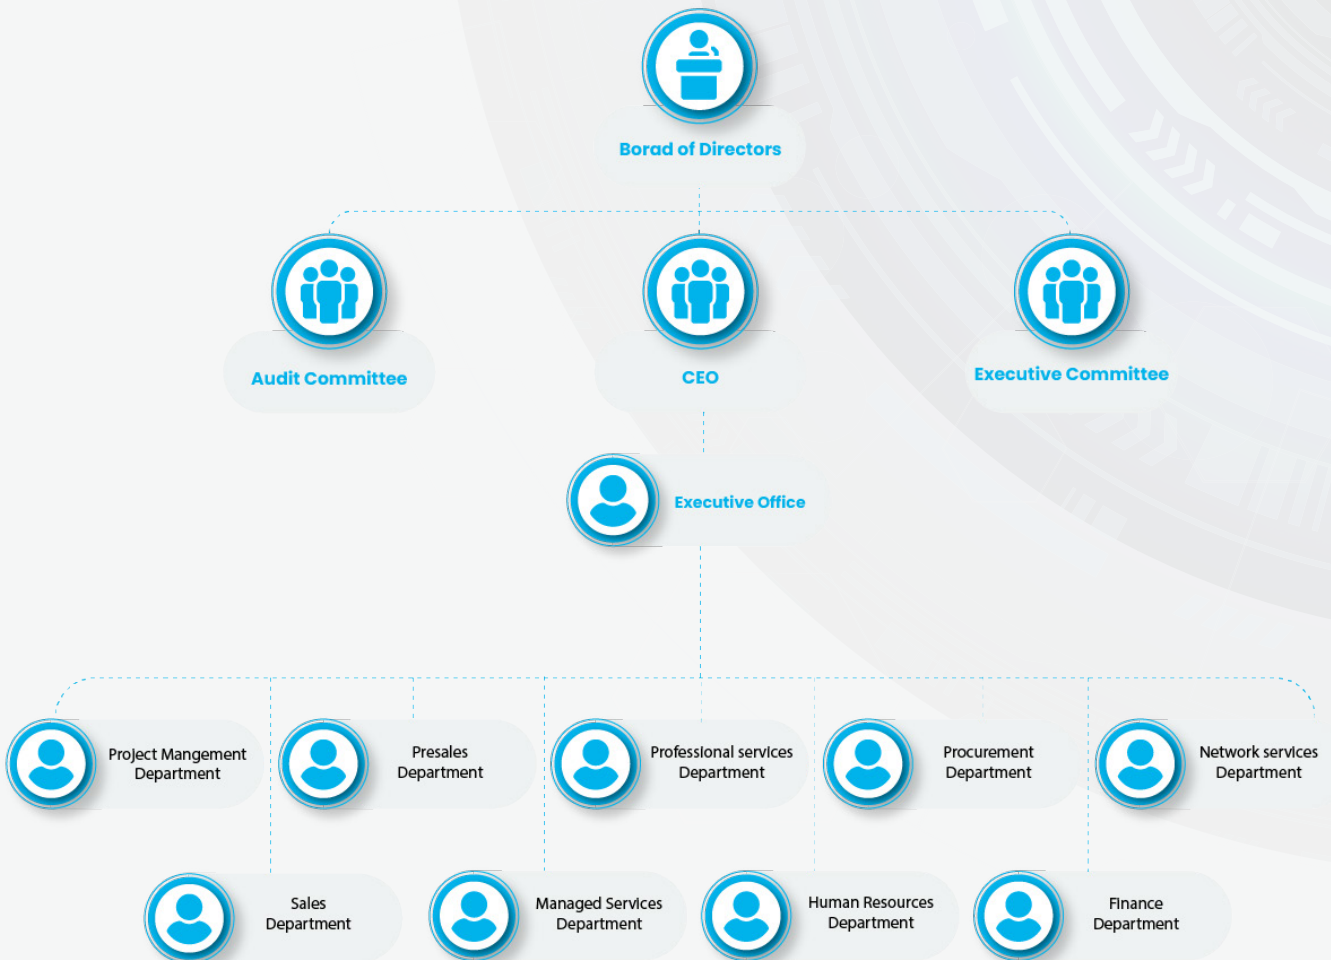 Borad of Directors
Audit Committee
CEO
Executive Committee
Executive Office
Project Mangement
Department
Presales
Department
Professional services
Department
Procurement
Department
Network services
Department
Sales
Department
Managed Services
Department
Human Resources
Department
Finance
Department